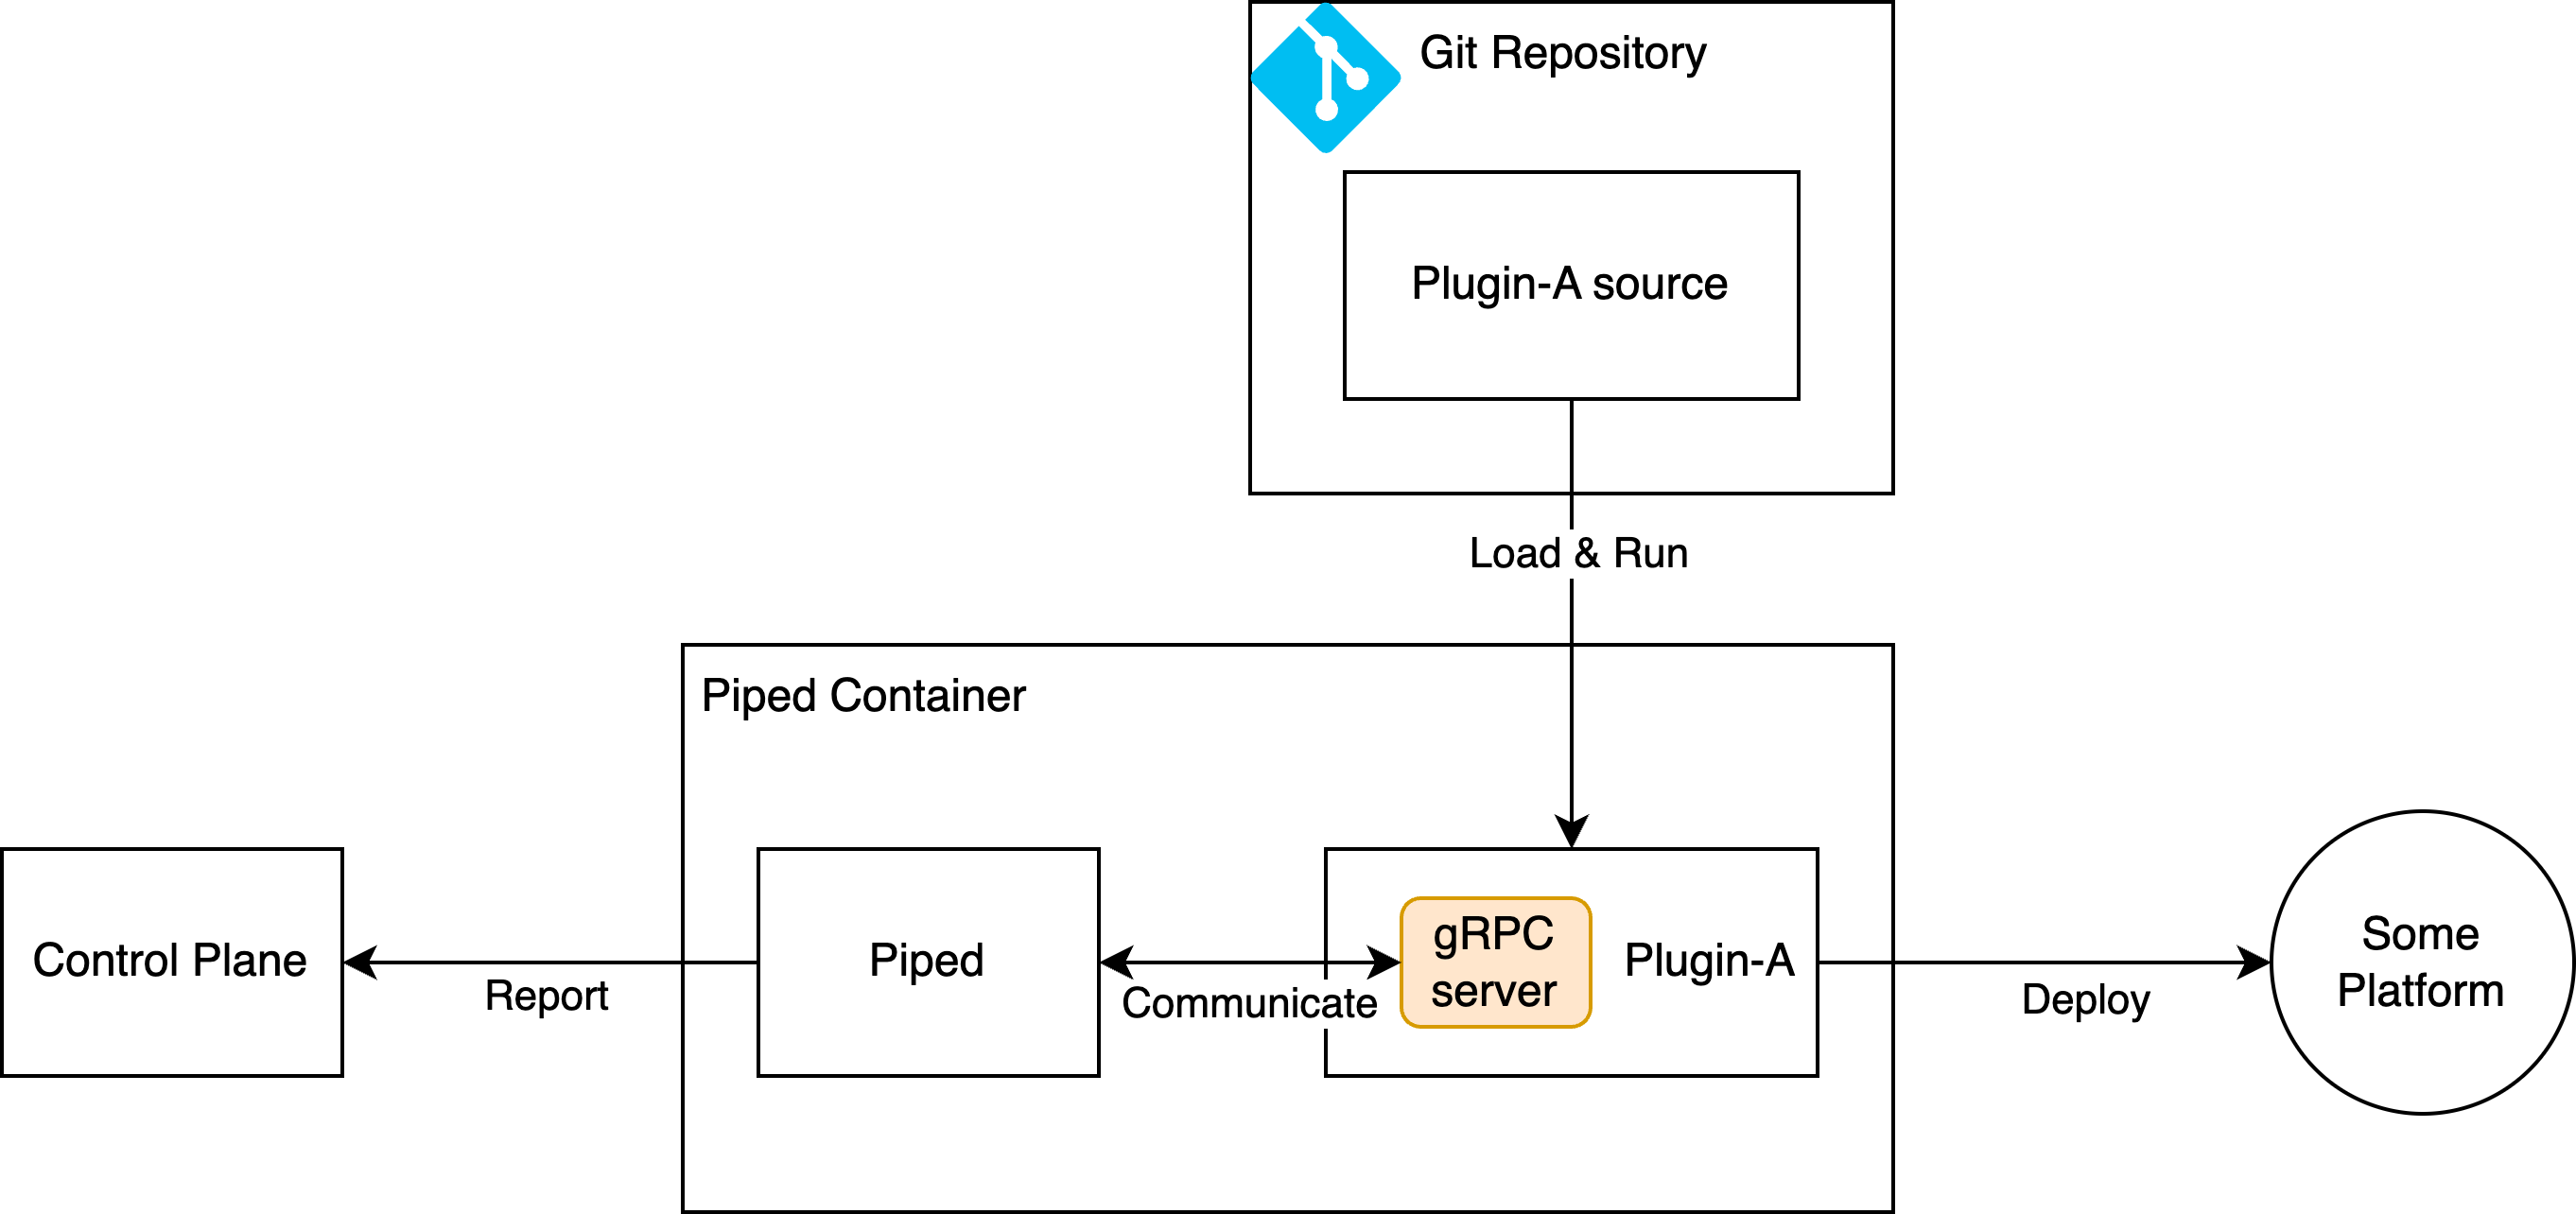 Git Repository
Plugin-A source
Load & Run
Piped Container
Control Plane
Report
Piped
Communicate
gRPC
server
Plugin-A
Deploy
Some
Platform